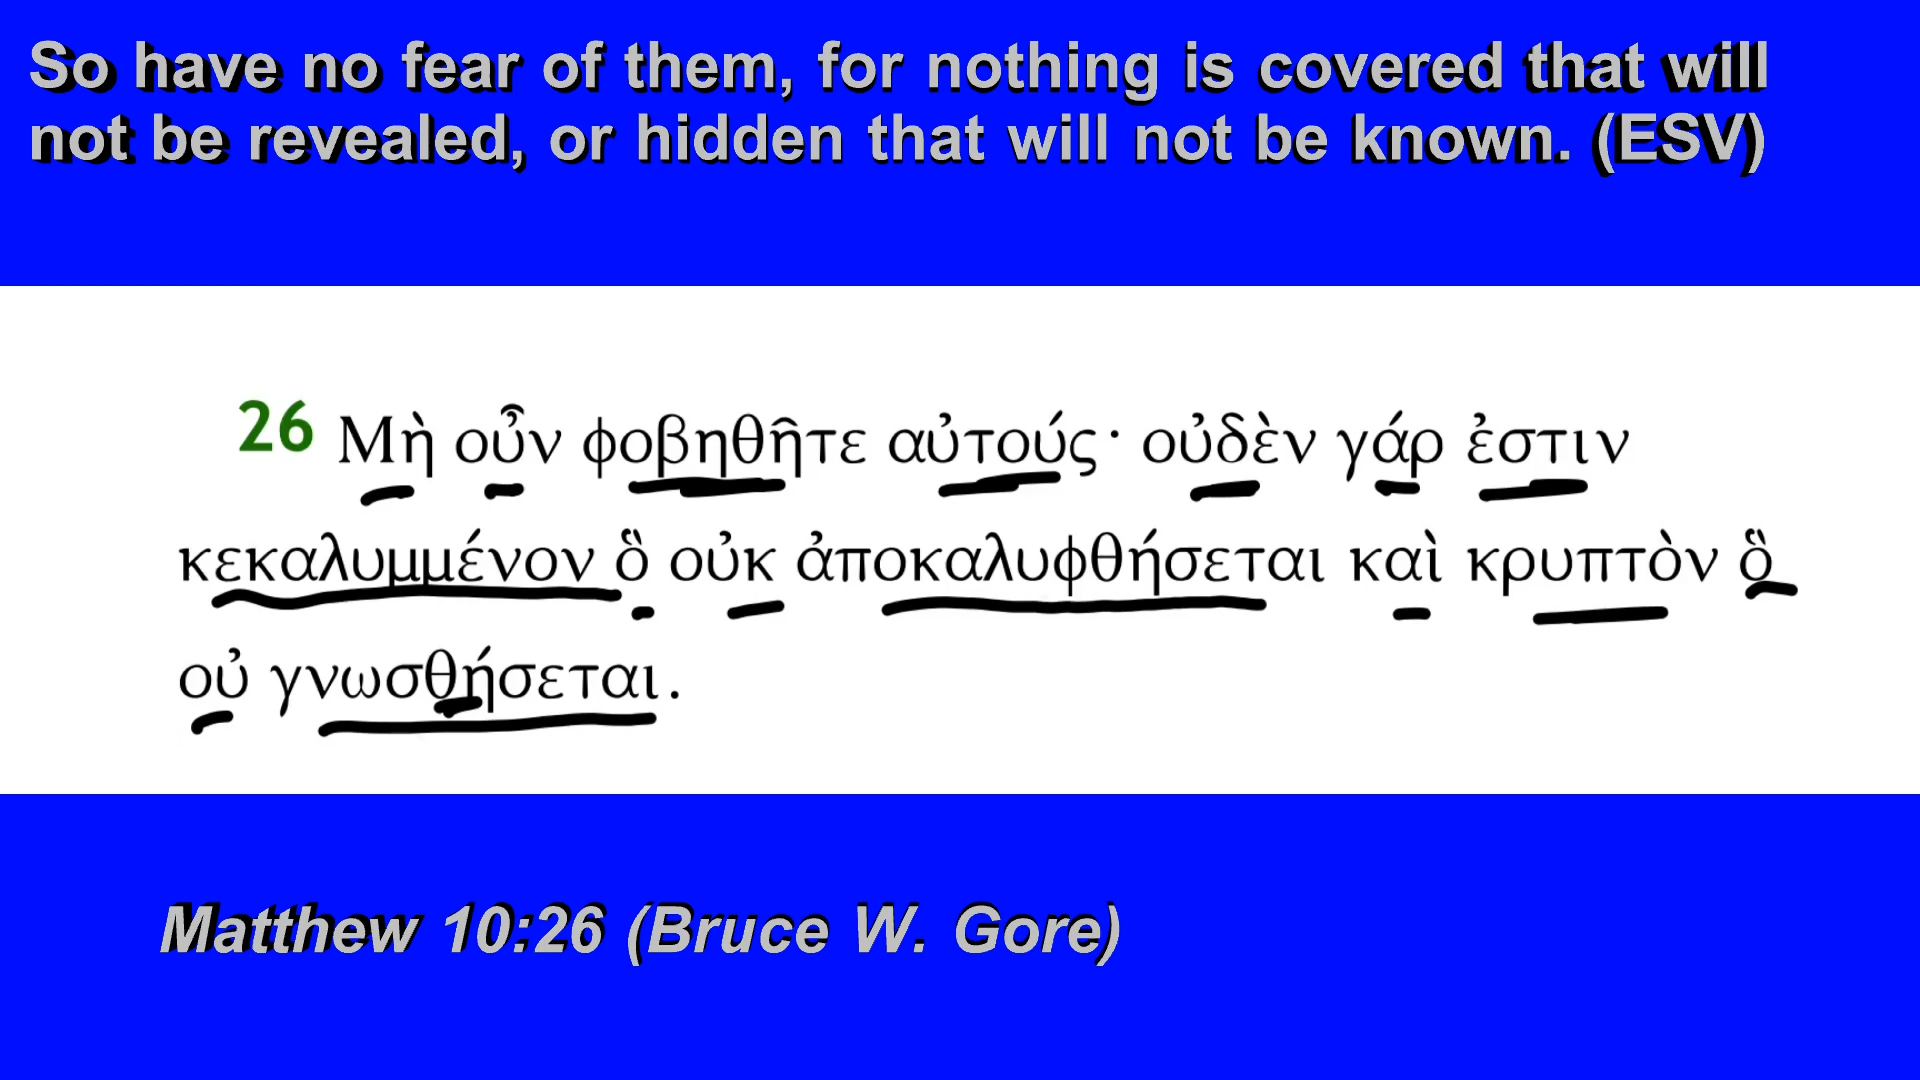 So have no fear of them, for nothing is covered that will
not be revealed, or hidden that will not be known. (ESV)
26 Μὴ οὖν φοβηθῆτε αὐτούς· οὐδὲν γάρ ἐστιν
κεκαλυμμένον ὃ οὐκ ἀποκαλυφθήσεται καὶ κρυπτὸν ὃ
οὐ γνωσθήσεται.
Matthew 10:26 (Bruce W. Gore)